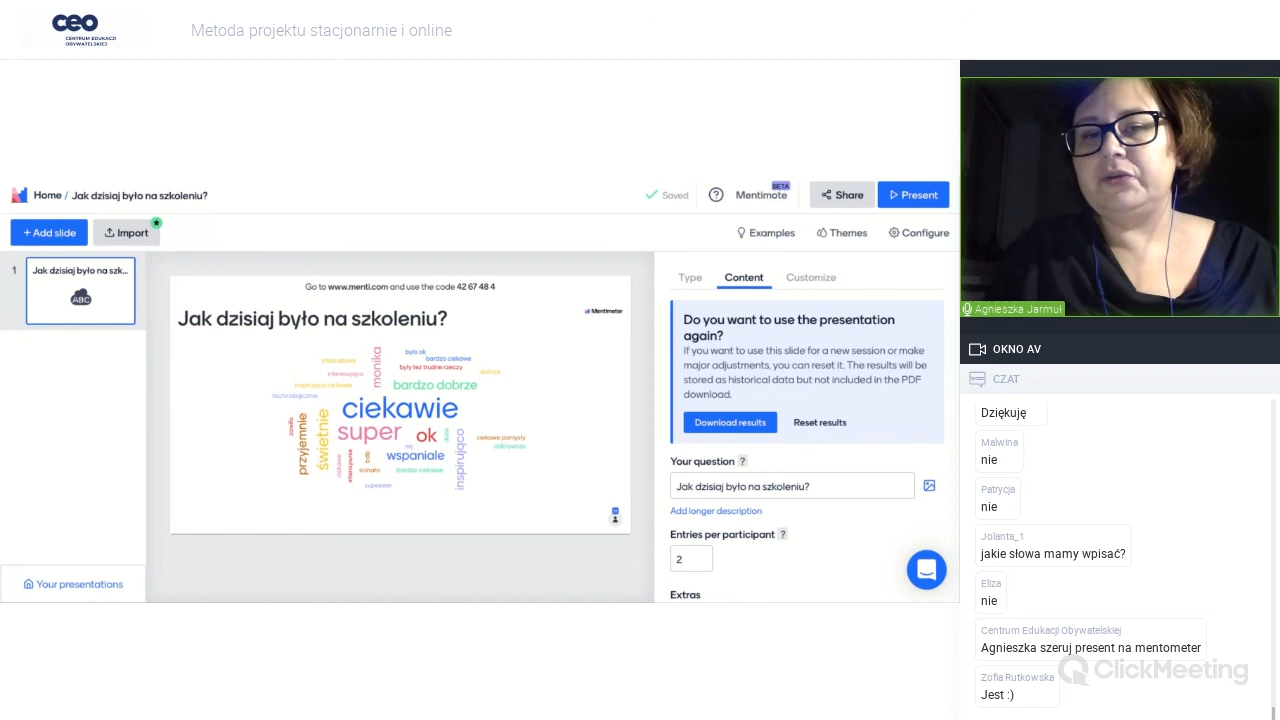 ceo
CENTRUM EDUKACJI
OBYWATELSKIEJ
Metoda projektu stacjonarnie i online
Home / Jak dzisiaj było na szkoleniu?
Saved
?
Mentimote
BETA
Share
Present
+ Add slide
Import
Examples
Themes
Configure
1
Jak dzisiaj było na szk...
ABC
Your presentations
Go to www.menti.com and use the code 42 67 48 4
Mentimeter
Jak dzisiaj było na szkoleniu?
było ok
bardzo ciekawe
monika
były też trudne rzeczy
interesująco
dobrze
bardzo dobrze
technologicznie
ciekawie
przyjemnie
świetnie
super
ok
wspaniale
inspirująco
ciekawe pomysły
odkrywczo
intensywnie
bardzo ciekawie
superrer
Type
Content
Customize
Do you want to use the presentation
again?
If you want to use this slide for a new session or make
major adjustments, you can reset it. The results will be
stored as historical data but not included in the PDF
download.
Download results
Reset results
Your question ?
Jak dzisiaj było na szkoleniu?
Add longer description
Entries per participant ?
2
Extras
Agnieszka Jarmuł
OKNO AV
CZAT
Dziękuję
Malwina
nie
Patrycja
nie
Jolanta_1
jakie słowa mamy wpisać?
Eliza
nie
Centrum Edukacji Obywatelskiej
Agnieszka szeruj present na mentometer
Zofia Rutkowska
Jest :)
ClickMeeting